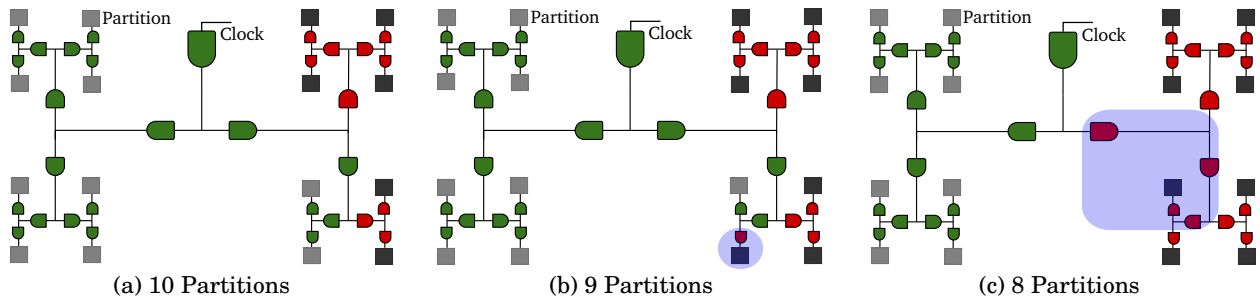 Partition
Clock
(a) 10 Partitions
Partition
Clock
(b) 9 Partitions
Partition
Clock
(c) 8 Partitions